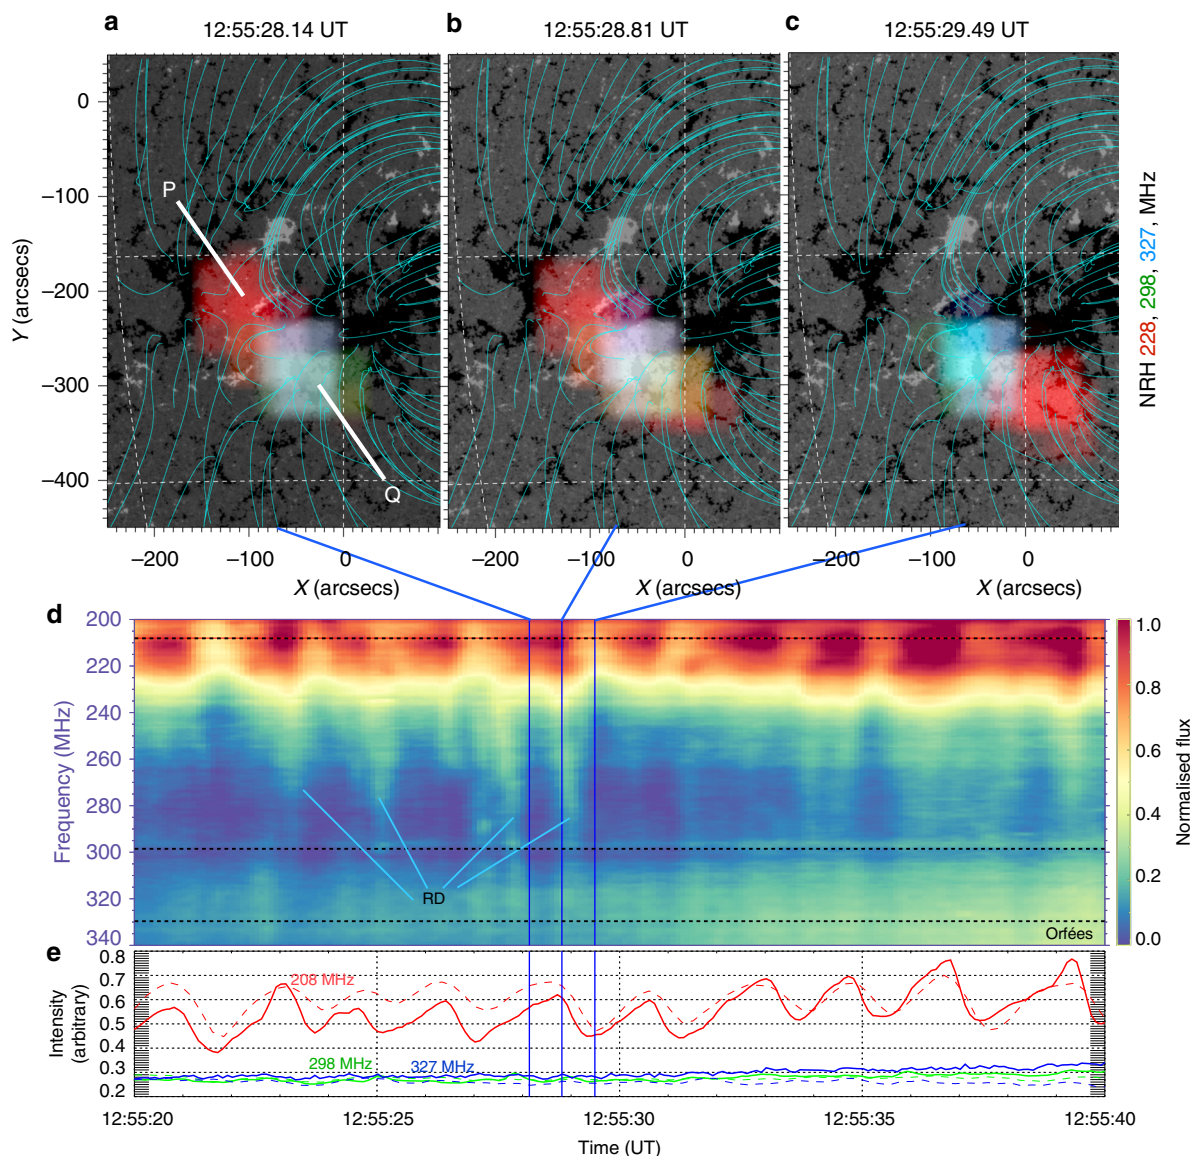 a 12:55:28.14 UT b 12:55:28.81 UT c 12:55:29.49 UT
0
−100
−200
−300
−400
Y (arcsecs)
P
Q
NRH 228, 298, 327, MHz
−200 −100 0 −200 −100 0 −200 −100 0
X (arcsecs) X (arcsecs) X (arcsecs)
d
200
220
240
260
280
300
320
340
Frequency (MHz)
RD
Orfées
1.0
0.8
0.6
0.4
0.2
0.0
Normalised flux
e
0.8
0.7
0.6
0.5
0.4
0.3
0.2
Intensity
(arbitrary)
208 MHz
298 MHz 327 MHz
12:55:20 12:55:25 12:55:30 12:55:35 12:55:40
Time (UT)